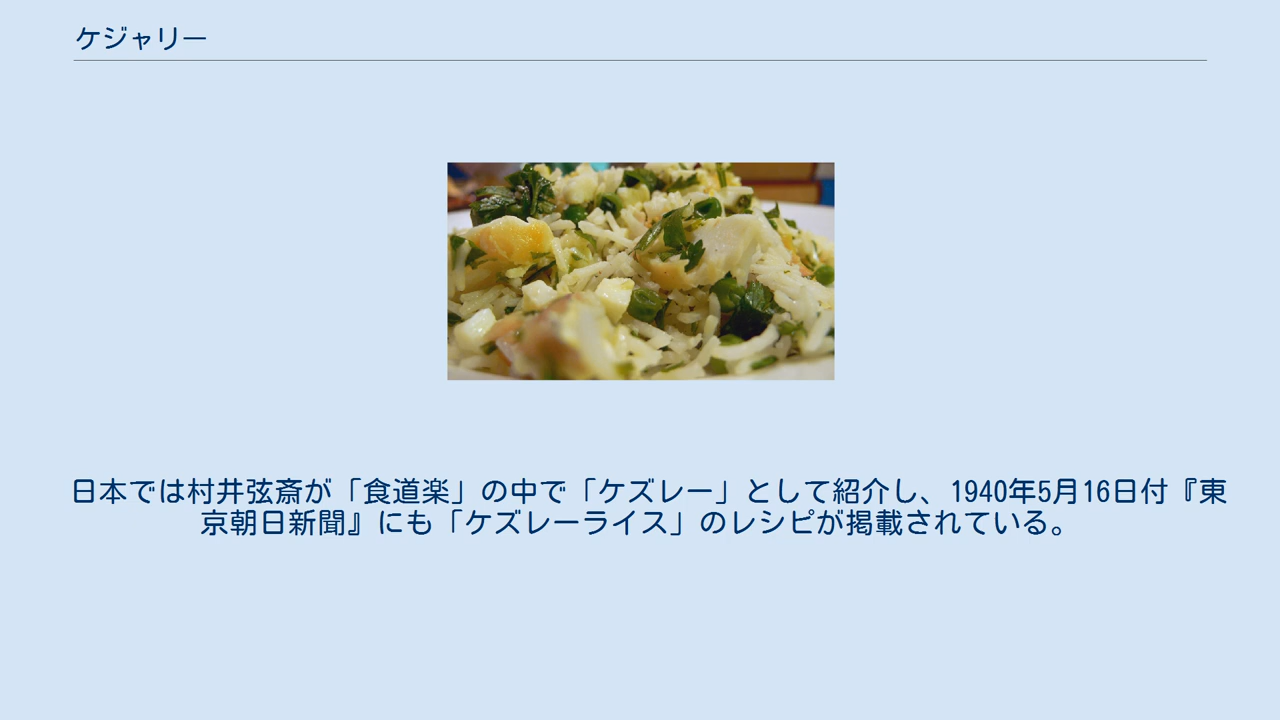 ケジャリー
日本では村井弦斎が「食道楽」の中で「ケズレー」として紹介し、1940年5月16日付『東
京朝日新聞』にも「ケズレーライス」のレシピが掲載されている。